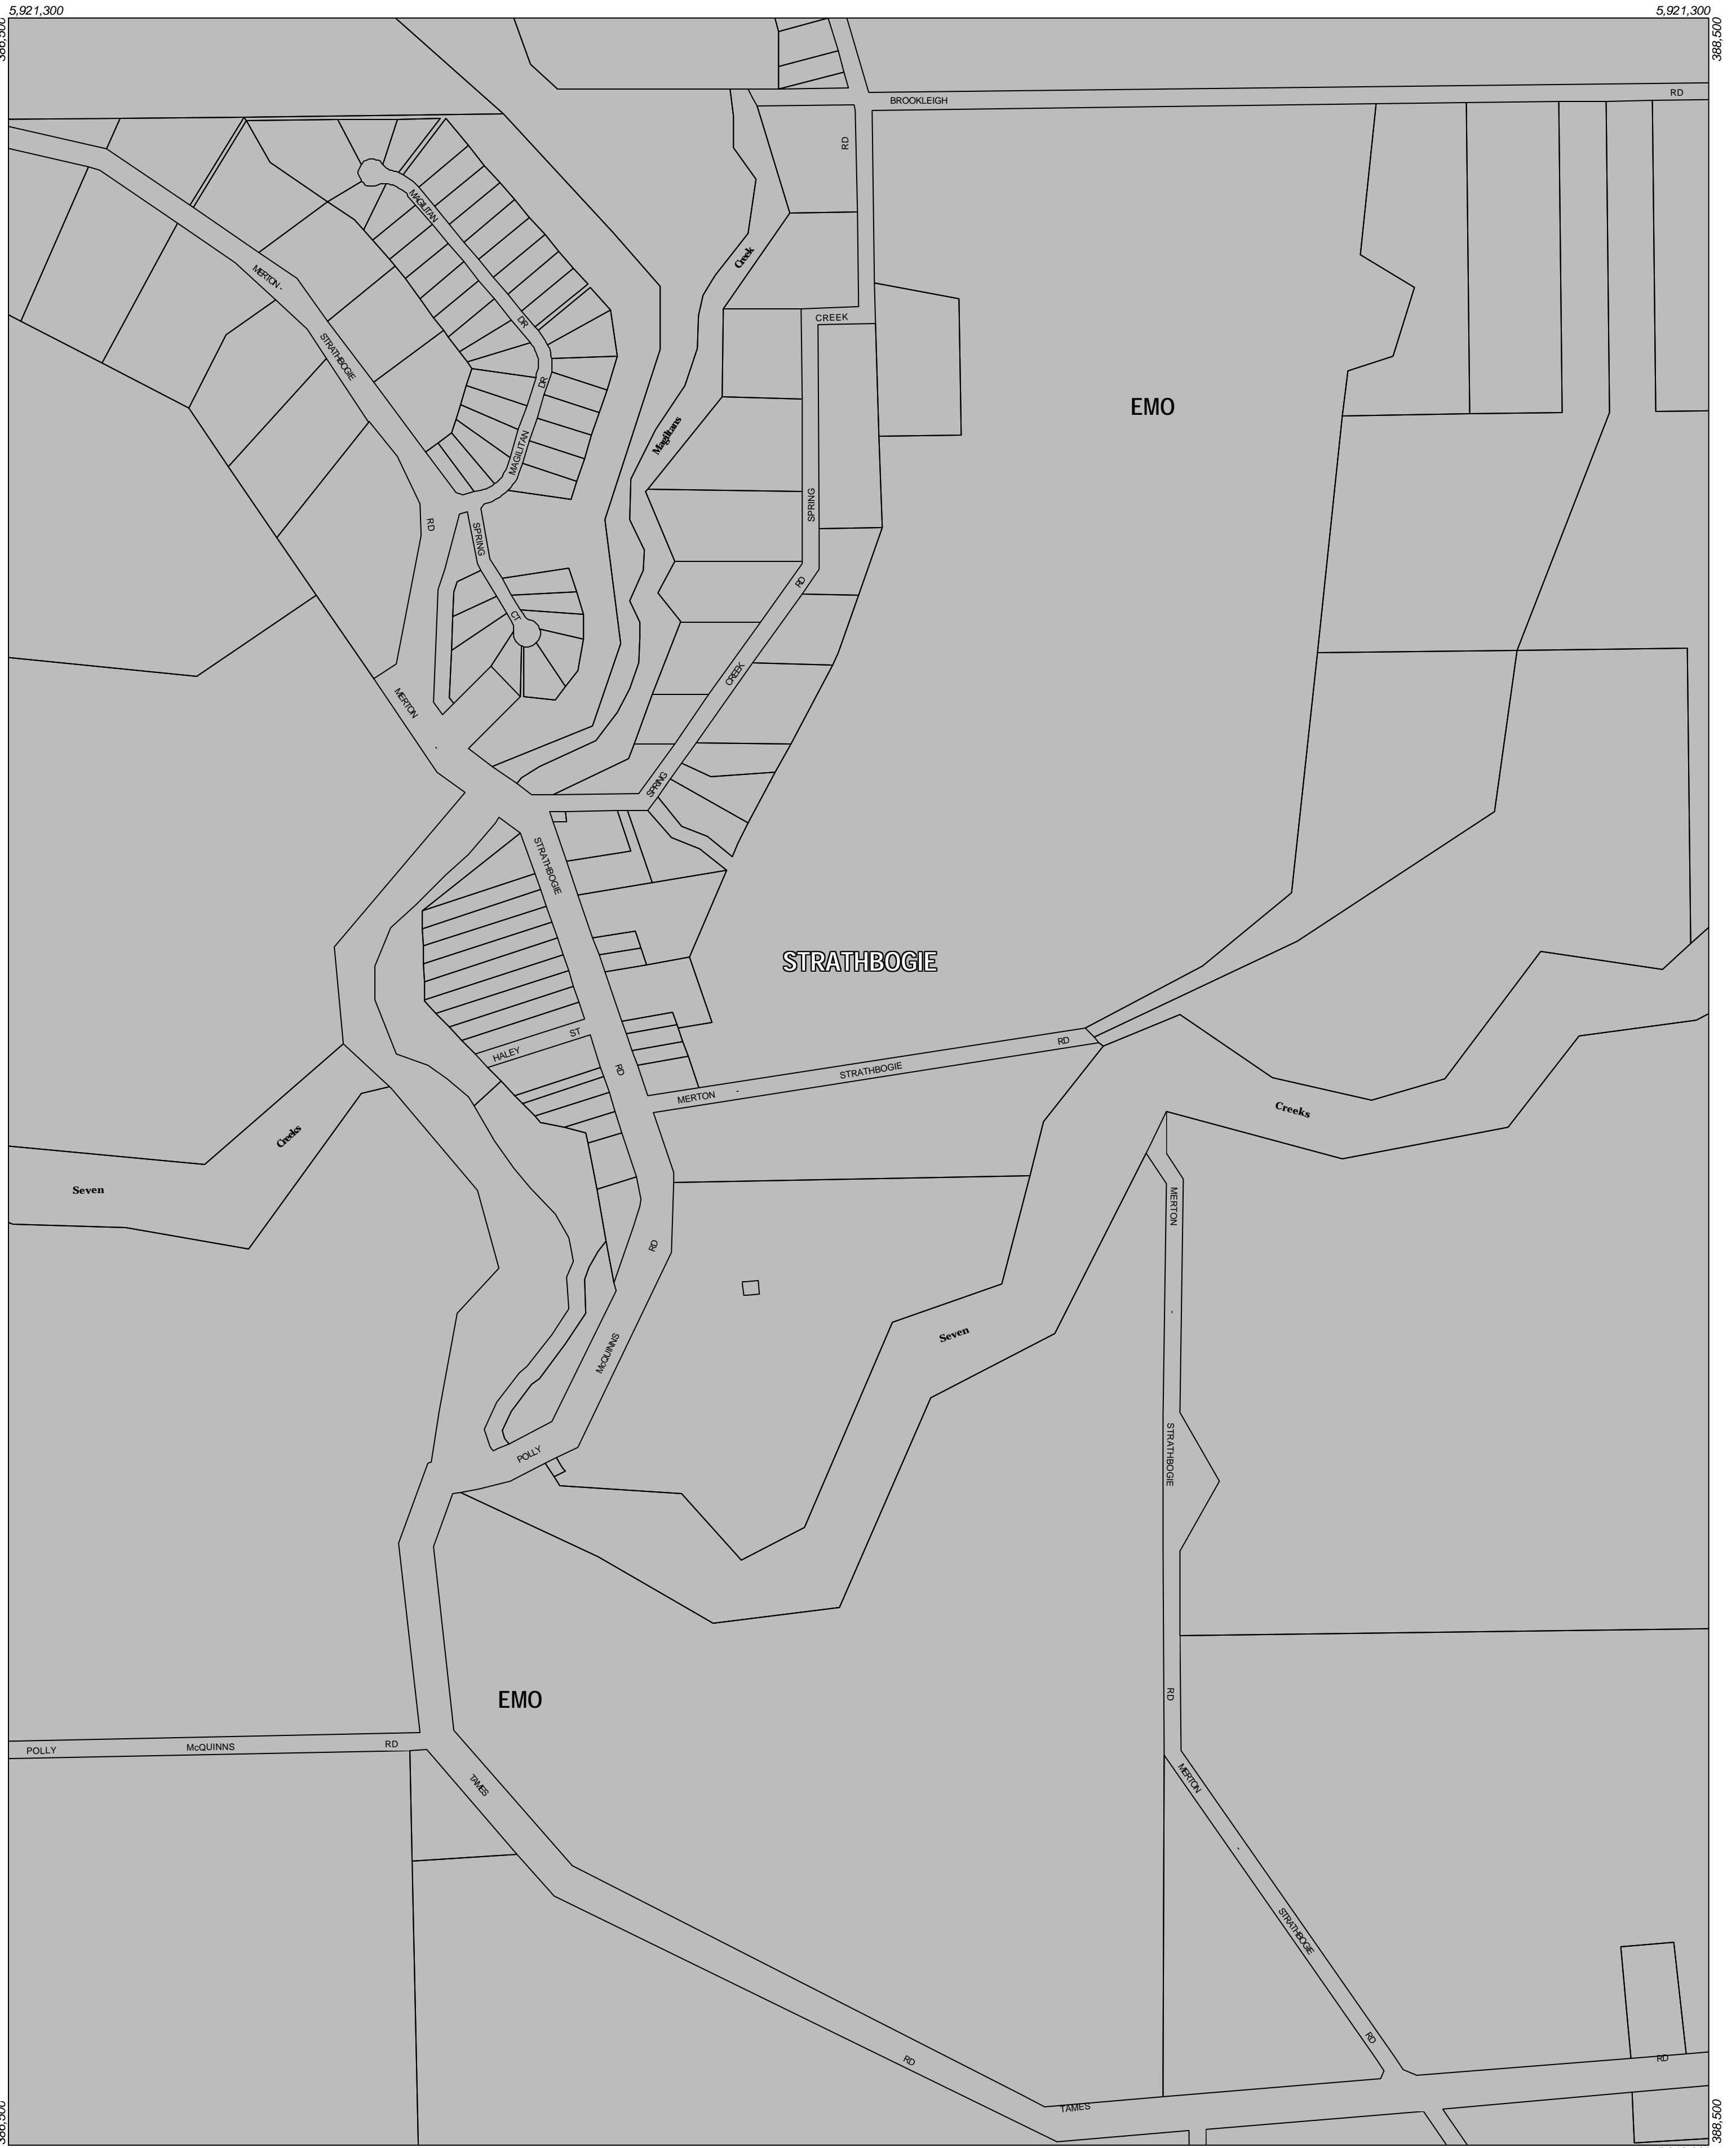 5,921,300
5,921,300
388,500
BROOKLEIGH
RD
RD
MAGILITAN
Creek
MERTON -
CREEK
DR
STRATHBOGIE
DR
EMO
Magiltans
MAGILITAN
SPRING
RD
SPRING
RD
CT
CREEK
MERTON
-
SPRING
STRATHBOGIE
STRATHBOGIE
ST
HALEY
RD
RD
STRATHBOGIE
-
MERTON
Creeks
Creeks
Seven
MERTON
RD
-
Seven
McQUINNS
POLLY
STRATHBOGIE
RD
EMO
RD
McQUINNS
POLLY
TAMES
MERTON
-
STRATHBOGIE
RD
RD
RD
TAMES
388,500